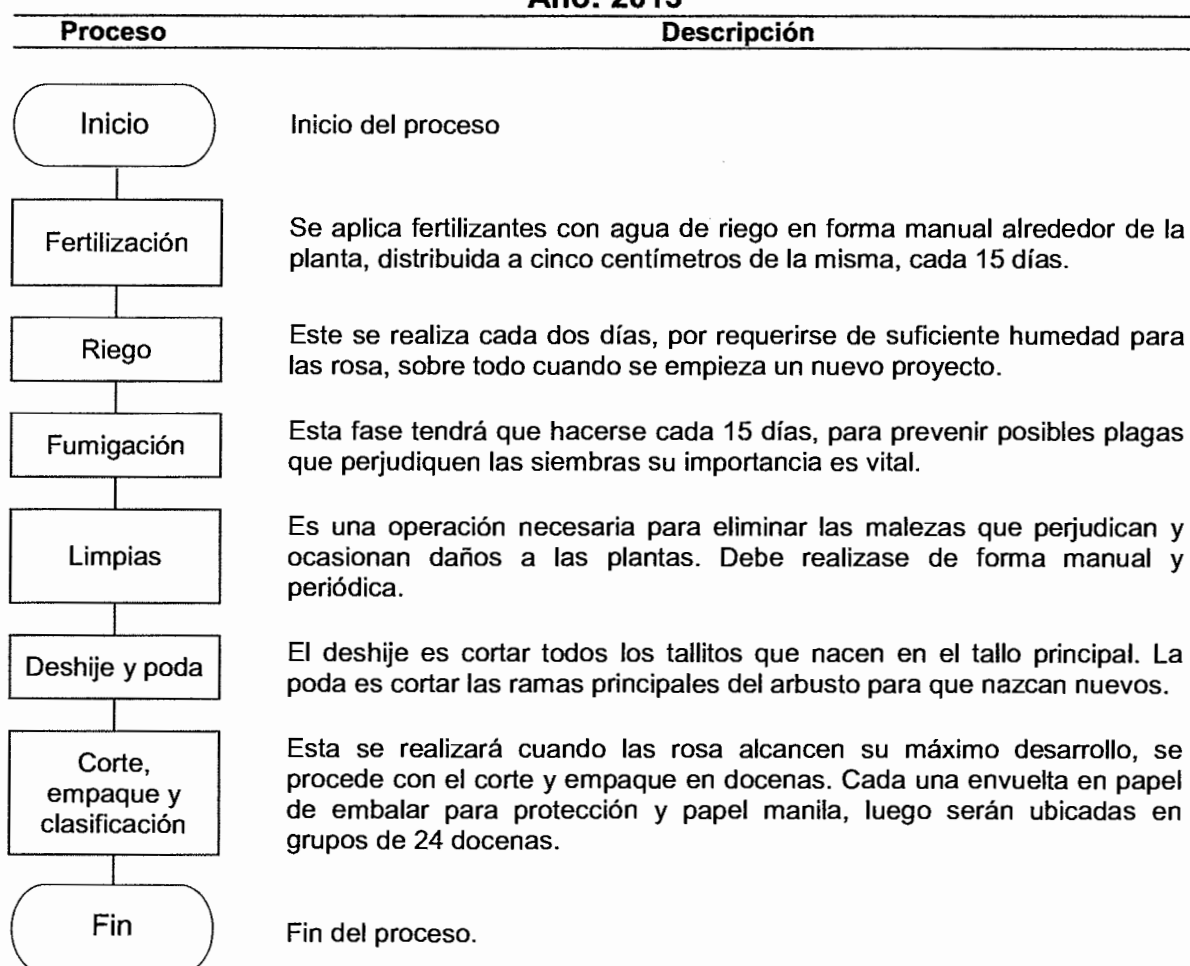 Proceso Descripción
Inicio Inicio del proceso
Fertilización
Se aplica fertilizantes con agua de riego en forma manual alrededor de la
planta, distribuida a cinco centímetros de la misma, cada 15 días.
Riego
Este se realiza cada dos días, por requerirse de suficiente humedad para
las rosa, sobre todo cuando se empieza un nuevo proyecto.
Fumigación
Esta fase tendrá que hacerse cada 15 días, para prevenir posibles plagas
que perjudiquen las siembras su importancia es vital.
Limpias
Es una operación necesaria para eliminar las malezas que perjudican y
ocasionan daños a las plantas. Debe realizase de forma manual y
periódica.
Deshije y poda
El deshije es cortar todos los tallitos que nacen en el tallo principal. La
poda es cortar las ramas principales del arbusto para que nazcan nuevos.
Corte,
empaque y
clasificación
Esta se realizará cuando las rosa alcancen su máximo desarrollo, se
procede con el corte y empaque en docenas. Cada una envuelta en papel
de embalar para protección y papel manila, luego serán ubicadas en
grupos de 24 docenas.
Fin Fin del proceso.